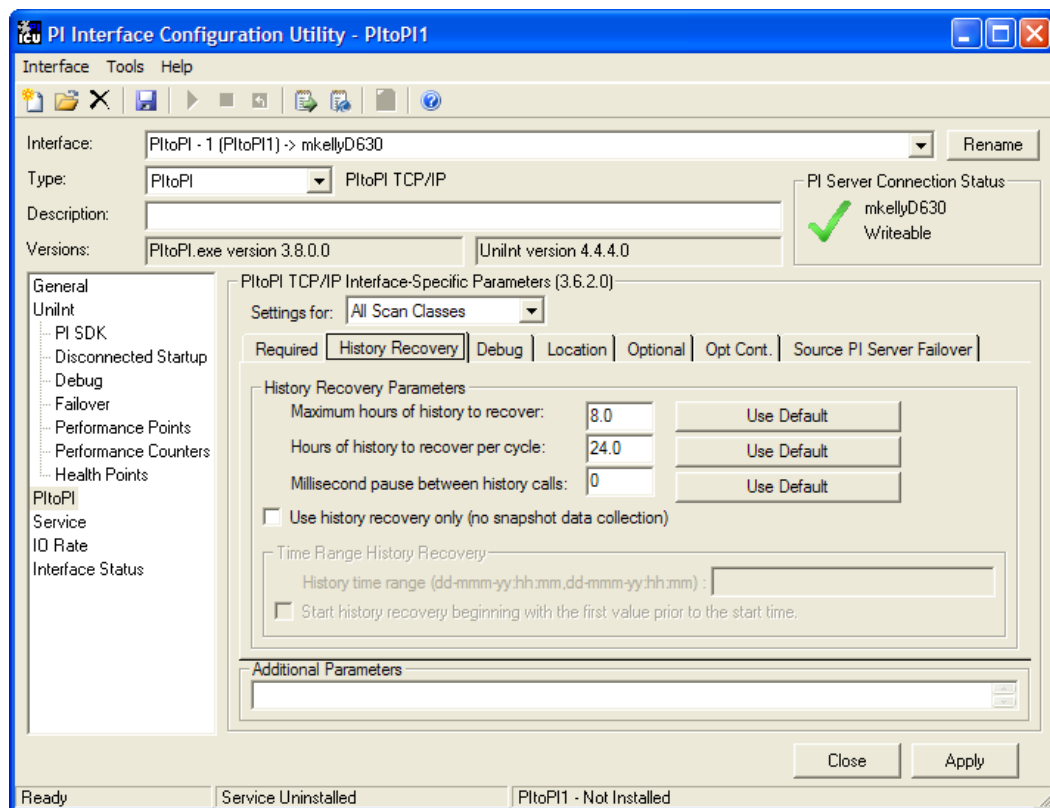 PI Interface Configuration Utility - PItoPI1
Interface Tools Help
Interface: PItoPI - 1 (PItoPI1) -> mkellyD630 Rename
Type: PItoPI PItoPI TCP/IP
PI Server Connection Status
mkellyD630
Writeable
Description:
Versions: PItoPI.exe version 3.8.0.0 UniInt version 4.4.4.0
General
UniInt
PI SDK
Disconnected Startup
Debug
Failover
Performance Points
Performance Counters
Health Points
PItoPI
Service
IO Rate
Interface Status
PItoPI TCP/IP Interface-Specific Parameters (3.6.2.0)
Settings for: All Scan Classes
Required History Recovery Debug Location Optional Opt Cont. Source PI Server Failover
History Recovery Parameters
Maximum hours of history to recover: 8.0 Use Default
Hours of history to recover per cycle: 24.0 Use Default
Millisecond pause between history calls: 0 Use Default
Use history recovery only (no snapshot data collection)
Time Range History Recovery
History time range (dd-mmm-yy:hh:mm,dd-mmm-yy:hh:mm) :
Start history recovery beginning with the first value prior to the start time.
Additional Parameters
Close Apply
Ready Service Uninstalled PItoPI1 - Not Installed